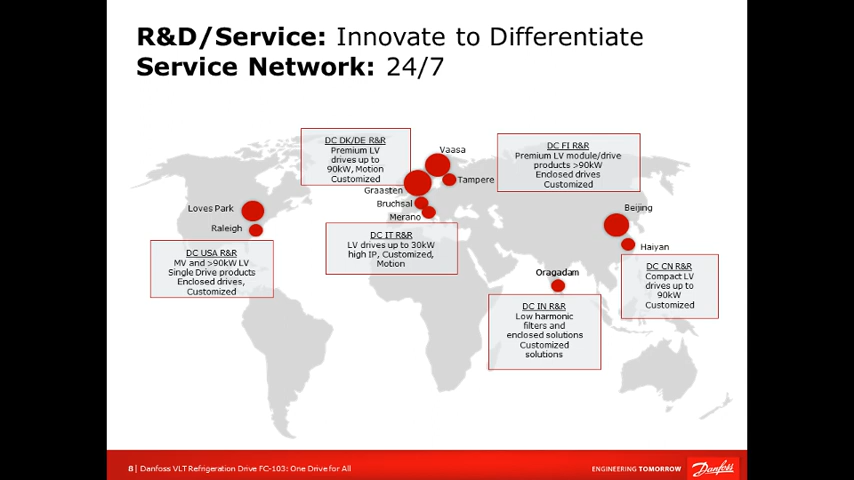 R&D/Service: Innovate to Differentiate
Service Network: 24/7
DC DK/DE R&R
Premium LV
drives up to
90kW, Motion
Customized
Vaasa
DC FI R&R
Premium LV module/drive
products >90kW
Enclosed drives
Customized
Tampere
Graasten
Bruchsal
Merano
Loves Park
Raleigh
Beijing
Haiyan
DC IT R&R
LV drives up to 30kW
high IP, Customized,
Motion
DC USA R&R
MV and >90kW LV
Single Drive products
Enclosed drives,
Customized
Oragadam
DC CN R&R
Compact LV
drives up to
90kW
Customized
DC IN R&R
Low harmonic
filters and
enclosed solutions
Customized
solutions
8 | Danfoss VLT Refrigeration Drive FC-103: One Drive for All
ENGINEERING TOMORROW
Danfoss